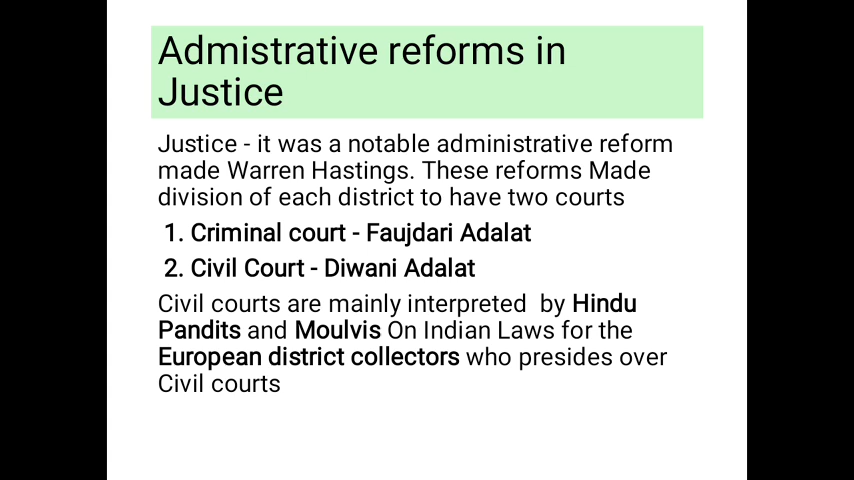 Admistrative reforms in
Justice
Justice - it was a notable administrative reform
made Warren Hastings. These reforms Made
division of each district to have two courts
1. Criminal court - Faujdari Adalat
2. Civil Court - Diwani Adalat
Civil courts are mainly interpreted by Hindu
Pandits and Moulvis On Indian Laws for the
European district collectors who presides over
Civil courts